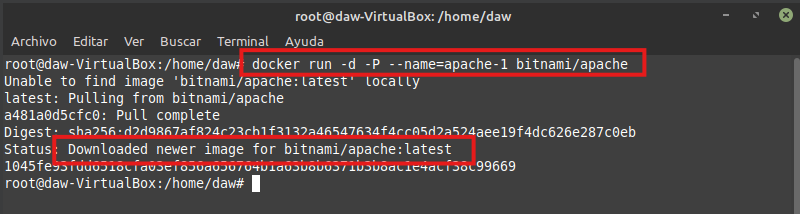 root@daw-VirtualBox: /home/daw
Archivo Editar Ver Buscar Terminal Ayuda
root@daw-VirtualBox:/home/daw# docker run -d -P --name=apache-1 bitnami/apache
Unable to find image 'bitnami/apache:latest' locally
latest: Pulling from bitnami/apache
a481a0d5cfc0: Pull complete
Digest: sha256:d2d9867af824c23cb1f3132a46547634f4cc05d2a524aee19f4dc626e287c0eb
Status: Downloaded newer image for bitnami/apache:latest
root@daw-VirtualBox:/home/daw#